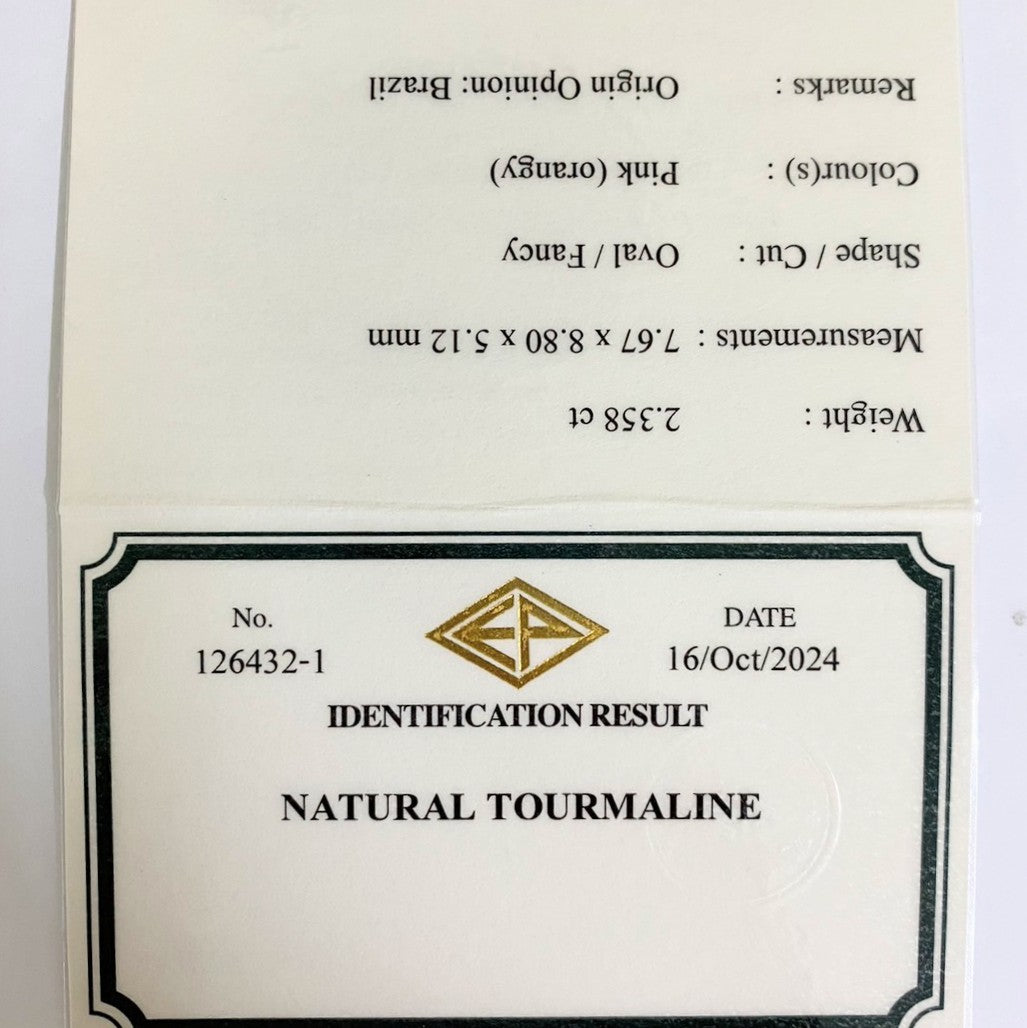 No.
126432-1
DATE
16/Oct/2024
IDENTIFICATION RESULT
NATURAL TOURMALINE
Weight : 2.358 ct
Measurements : 7.67 x 8.80 x 5.12 mm
Shape / Cut : Oval / Fancy
Colour(s) : Pink (orangy)
Remarks : Origin Opinion: Brazil